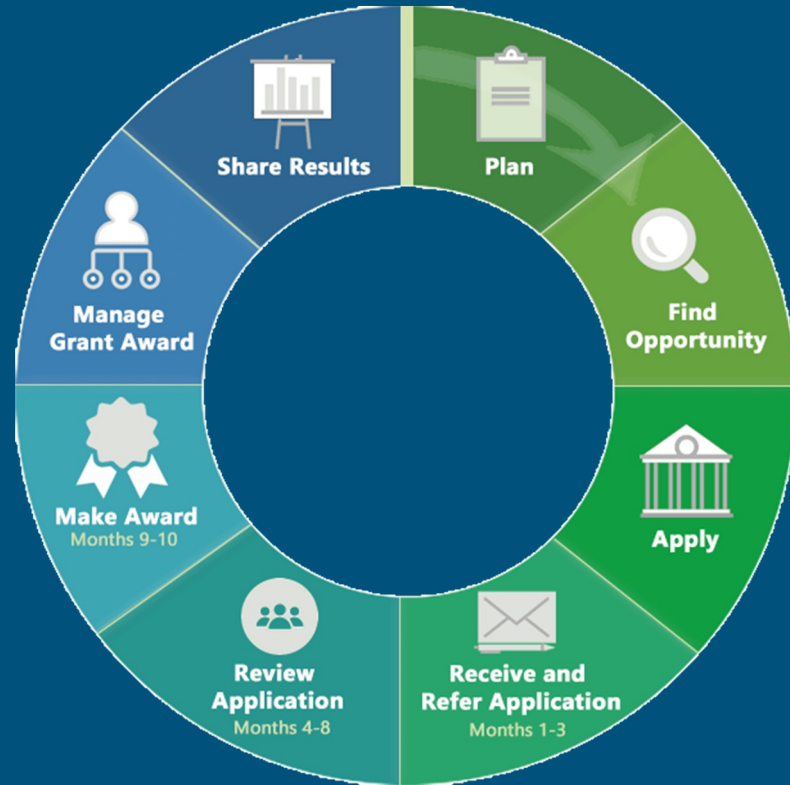 Plan
Find
Opportunity
Apply
Receive and
Refer Application
Months 1-3
Review
Application
Months 4-8
Make Award
Months 9-10
Manage
Grant Award
Share Results